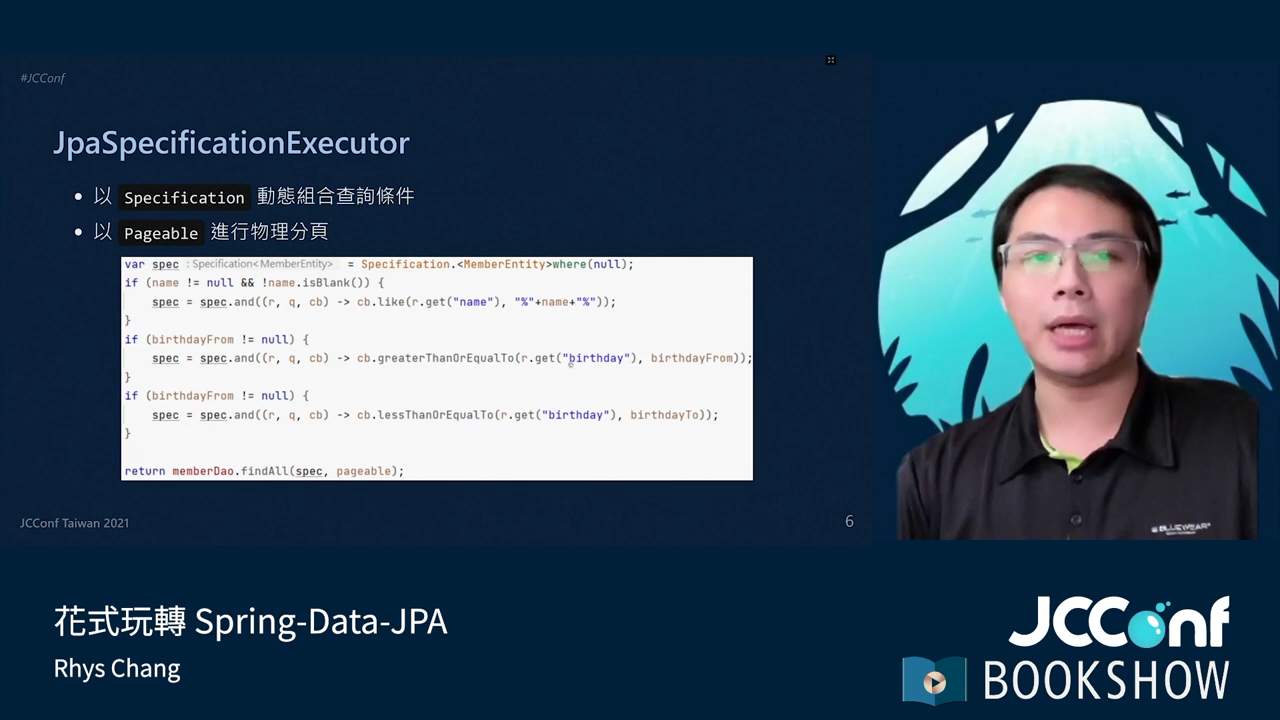 #JCConf
JpaSpecificationExecutor
以 Specification 動態組合查詢條件
以 Pageable 進行物理分頁
var spec : Specification<MemberEntity> = Specification.<MemberEntity>where(null);
if (name != null && !name.isBlank()) {
spec = spec.and((r, q, cb) -> cb.like(r.get("name"), "%"+name+"%"));
}
if (birthdayFrom != null) {
spec = spec.and((r, q, cb) -> cb.greaterThanOrEqualTo(r.get("birthday"), birthdayFrom));
}
if (birthdayFrom != null) {
spec = spec.and((r, q, cb) -> cb.lessThanOrEqualTo(r.get("birthday"), birthdayTo));
}
return memberDao.findAll(spec, pageable);
JCConf Taiwan 2021
6
BLUEWEAR
花式玩轉 Spring-Data-JPA
Rhys Chang
JCConf
BOOKSHOW